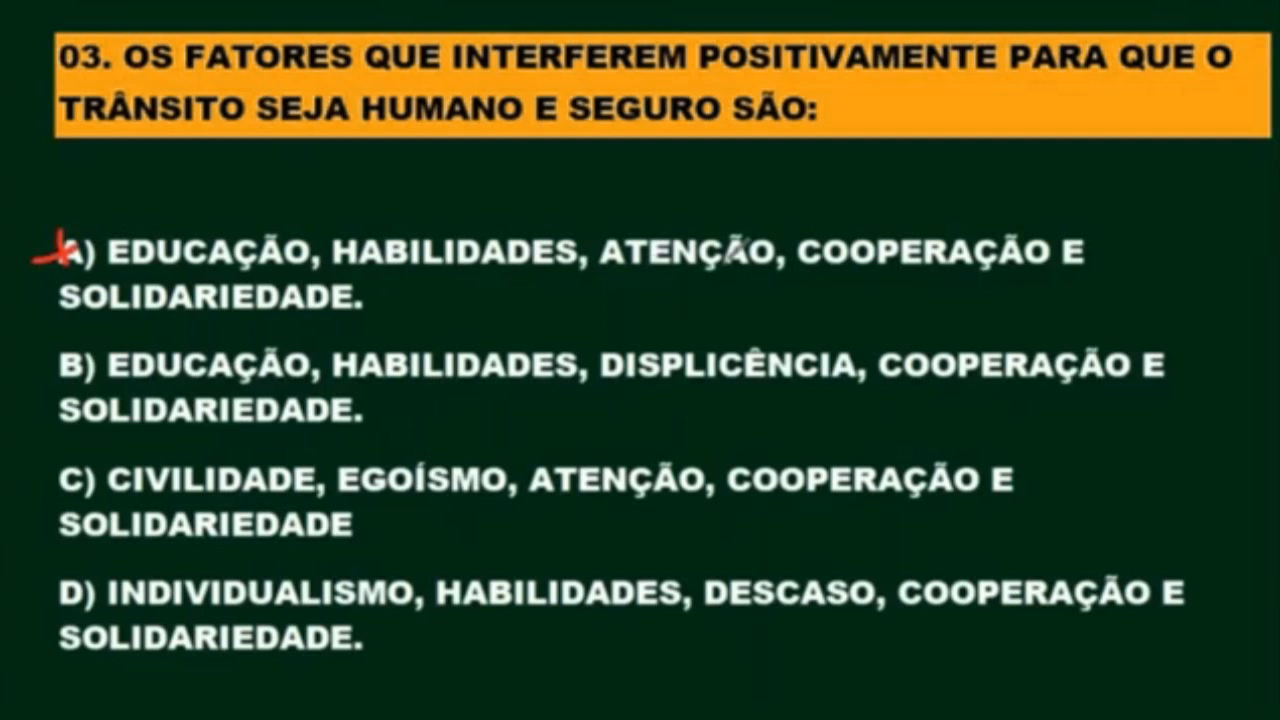 03. OS FATORES QUE INTERFEREM POSITIVAMENTE PARA QUE O
TRÂNSITO SEJA HUMANO E SEGURO SÃO:
A) EDUCAÇÃO, HABILIDADES, ATENÇÃO, COOPERAÇÃO E
SOLIDARIEDADE.
B) EDUCAÇÃO, HABILIDADES, DISPLICÊNCIA, COOPERAÇÃO E
SOLIDARIEDADE.
C) CIVILIDADE, EGOÍSMO, ATENÇÃO, COOPERAÇÃO E
SOLIDARIEDADE
D) INDIVIDUALISMO, HABILIDADES, DESCASO, COOPERAÇÃO E
SOLIDARIEDADE.